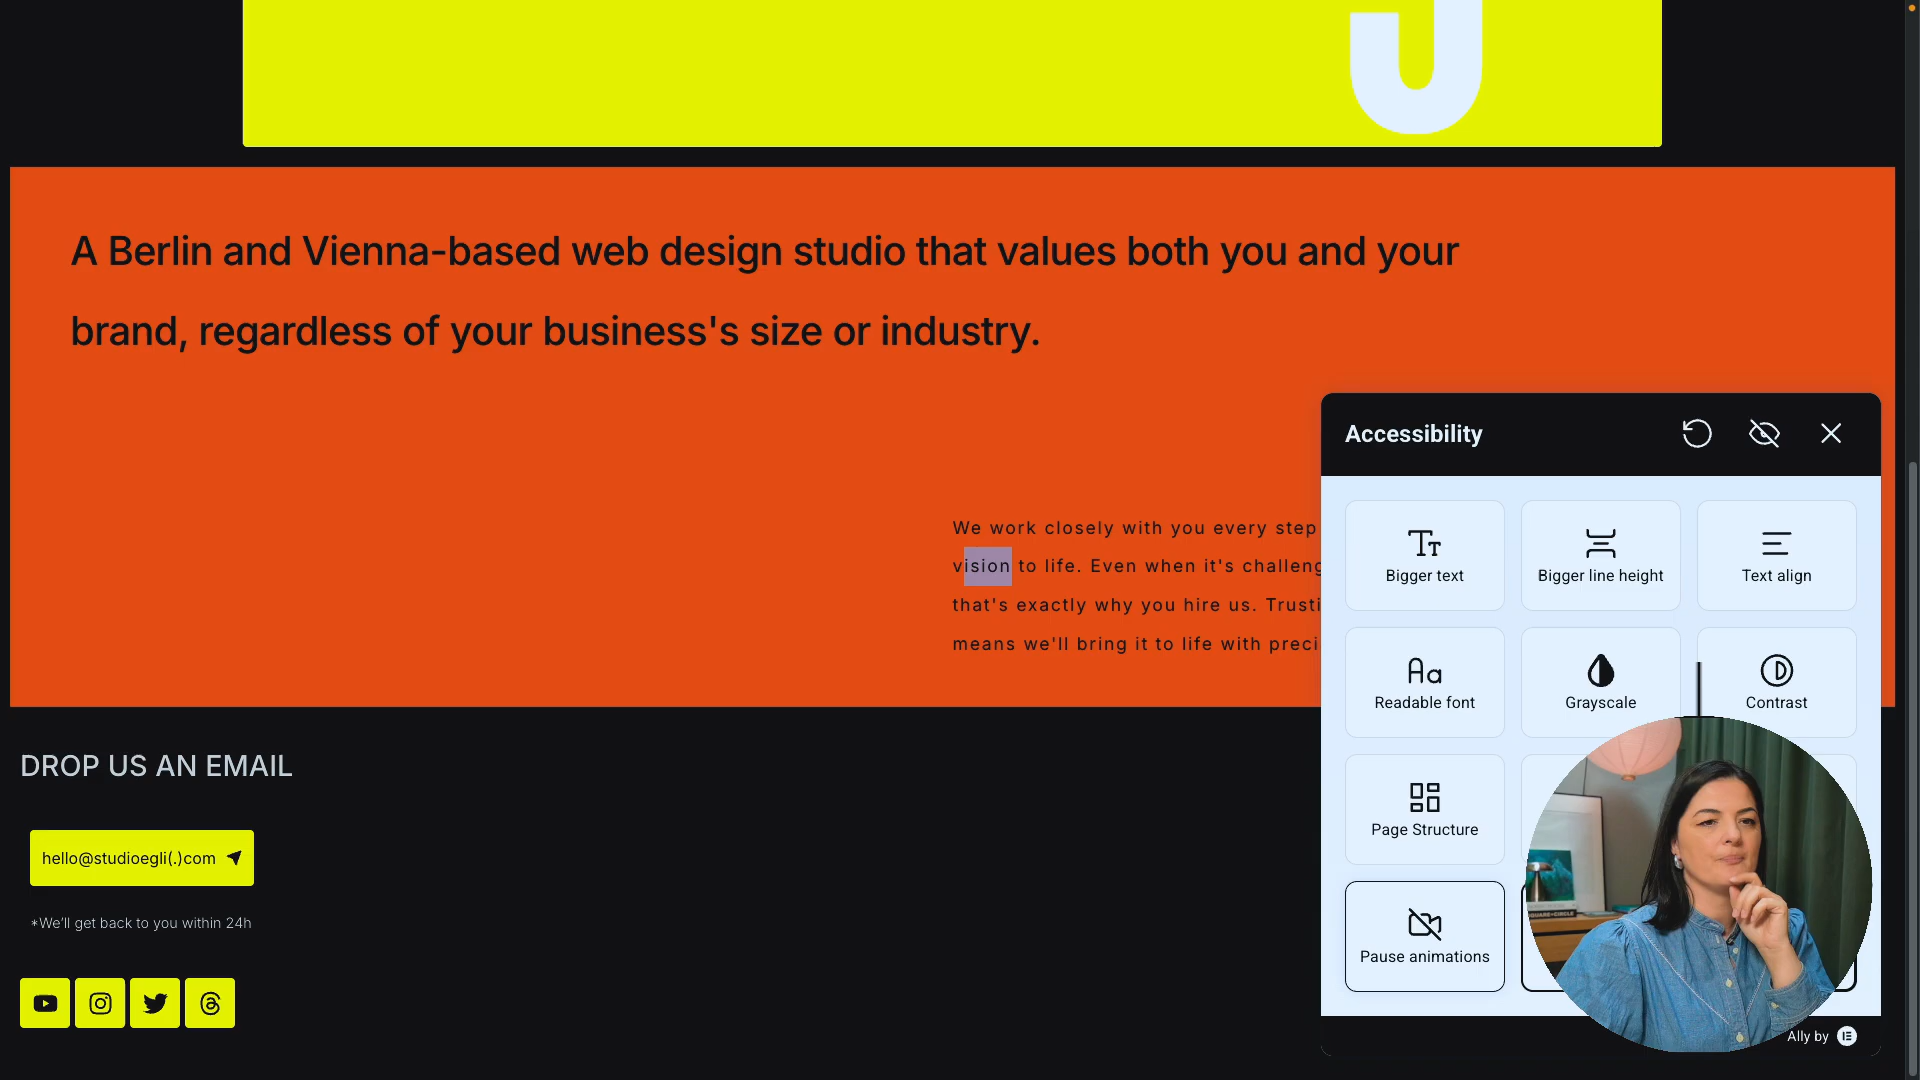 J
A Berlin and Vienna-based web design studio that values both you and your
brand, regardless of your business's size or industry.
We work closely with you every step
vision to life. Even when it's challeng
that's exactly why you hire us. Trusti
means we'll bring it to life with preci
DROP US AN EMAIL
hello@studioegli(.)com
*We'll get back to you within 24h
Accessibility
Bigger text
Bigger line height
Text align
Readable font
Grayscale
Contrast
Page Structure
Pause animations
Ally by